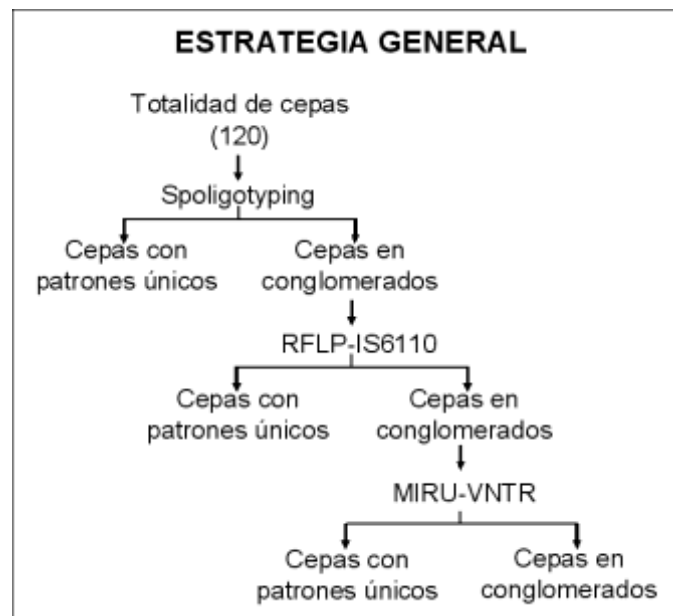 ESTRATEGIA GENERAL
Totalidad de cepas
(120)
Spoligotyping
Cepas con
patrones únicos
Cepas en
conglomerados
RFLP-IS6110
Cepas con
patrones únicos
Cepas en
conglomerados
MIRU-VNTR
Cepas con
patrones únicos
Cepas en
conglomerados